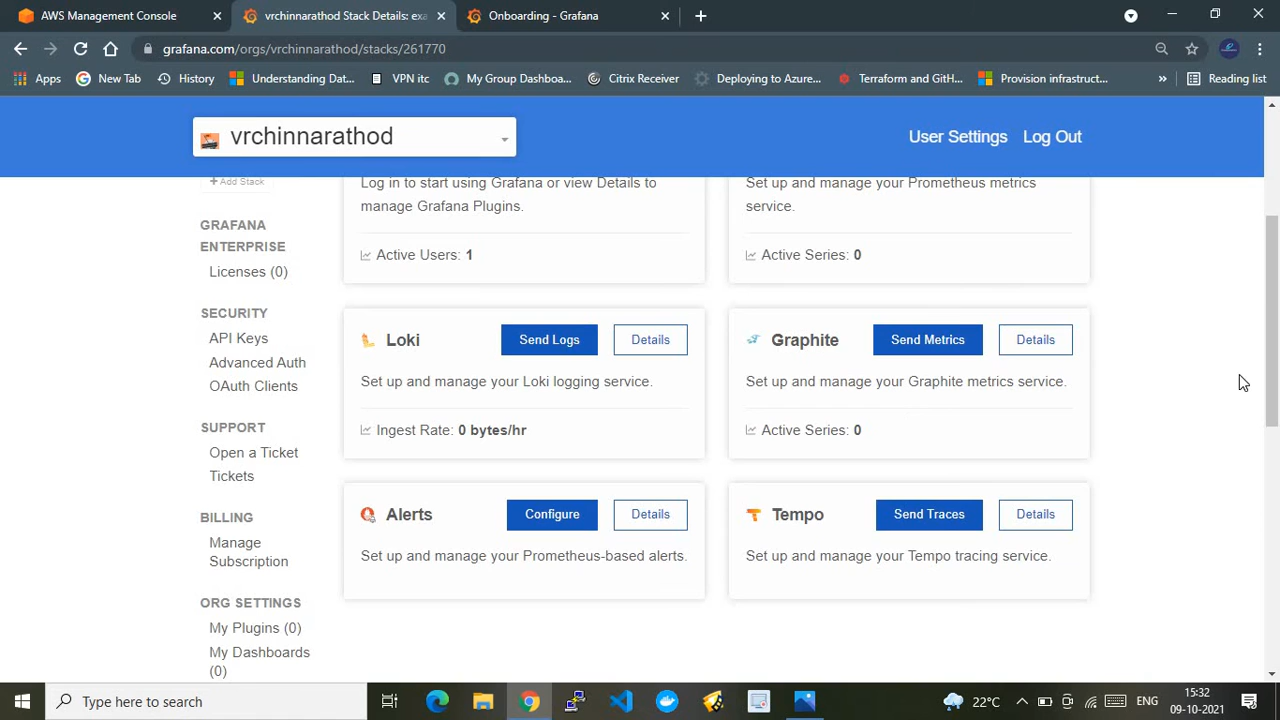 AWS Management Console
vrchinnarathod Stack Details: exa
Onboarding - Grafana
grafana.com/orgs/vrchinnarathod/stacks/261770
Apps
New Tab
History
Understanding Dat...
VPN itc
My Group Dashboa...
Citrix Receiver
Deploying to Azure...
Terraform and GitH...
Provision infrastruct...
»
Reading list
vrchinnarathod
User Settings
Log Out
+ Add Stack
GRAFANA
ENTERPRISE
Licenses (0)
SECURITY
API Keys
Advanced Auth
OAuth Clients
SUPPORT
Open a Ticket
Tickets
BILLING
Manage
Subscription
ORG SETTINGS
My Plugins (0)
My Dashboards
(0)
Log in to start using Grafana or view Details to
manage Grafana Plugins.
Active Users: 1
Set up and manage your Prometheus metrics
service.
Active Series: 0
Loki
Send Logs
Details
Set up and manage your Loki logging service.
Ingest Rate: 0 bytes/hr
Graphite
Send Metrics
Details
Set up and manage your Graphite metrics service.
Active Series: 0
Alerts
Configure
Details
Set up and manage your Prometheus-based alerts.
Tempo
Send Traces
Details
Set up and manage your Tempo tracing service.
Type here to search
22°C
ENG
15:32
09-10-2021